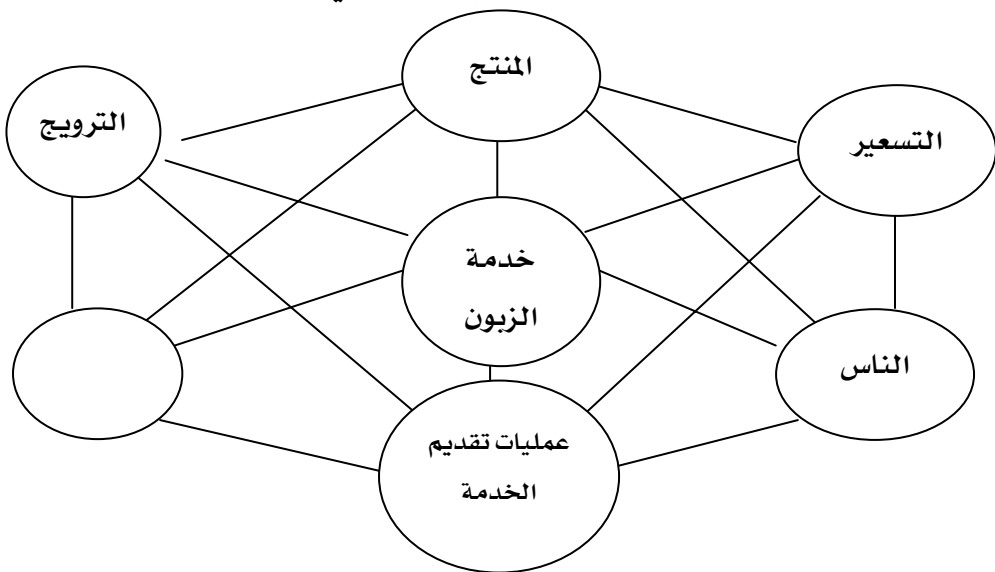 المنتج
التسعير
الترويج
خدمة
الزبون
الناس
عمليات تقديم
الخدمة